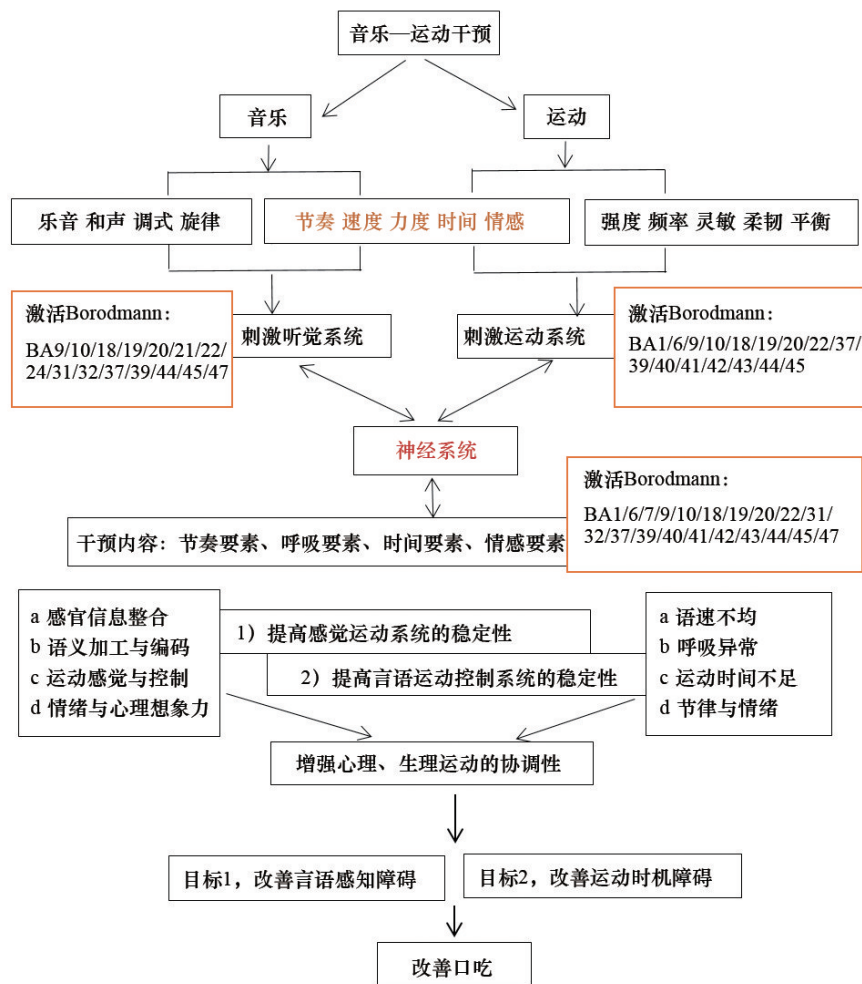 音乐—运动干预
音乐
运动
乐音 和声 调式 旋律
节奏 速度 力度 时间 情感
强度 频率 灵敏 柔韧 平衡
激活Borodmann：
BA9/10/18/19/20/21/22/
24/31/32/37/39/44/45/47
刺激听觉系统
刺激运动系统
激活Borodmann：
BA1/6/9/10/18/19/20/22/37/
39/40/41/42/43/44/45
神经系统
激活Borodmann：
BA1/6/7/9/10/18/19/20/22/31/
/32/37/39/40/41/42/43/44/45/47
干预内容：节奏要素、呼吸要素、时间要素、情感要素
a 感官信息整合
b 语义加工与编码
c 运动感觉与控制
d 情绪与心理想象力
1）提高感觉运动系统的稳定性
2）提高言语运动控制系统的稳定性
a 语速不均
b 呼吸异常
c 运动时间不足
d 节律与情绪
增强心理、生理运动的协调性
目标1，改善言语感知障碍
目标2，改善运动时机障碍
改善口吃